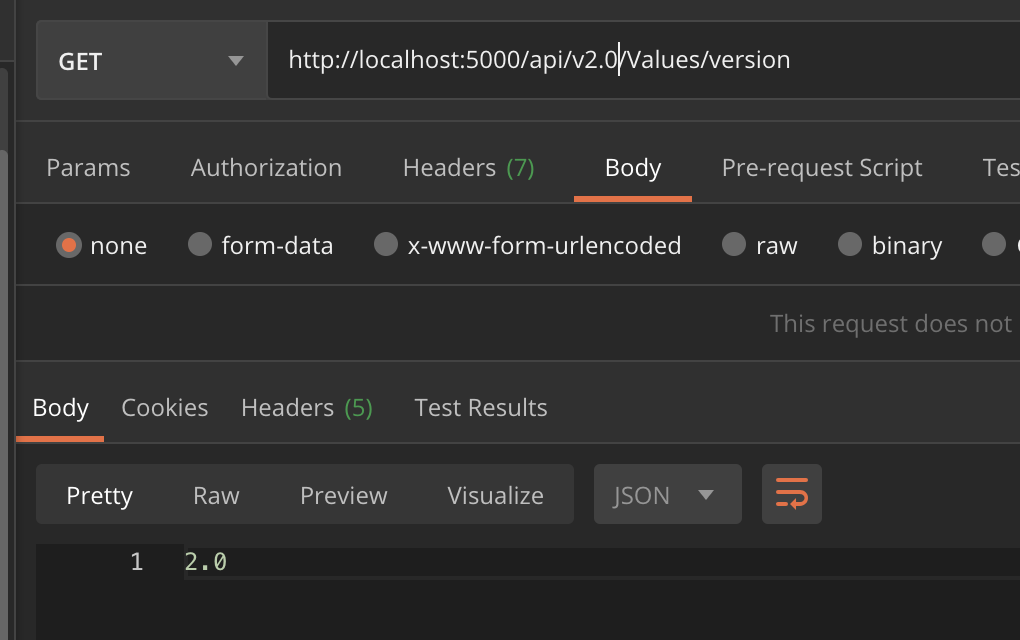 GET http://localhost:5000/api/v2.0/Values/version
Params Authorization Headers (7) Body Pre-request Script Tes
none form-data x-www-form-urlencoded raw binary
This request does not
Body Cookies Headers (5) Test Results
Pretty Raw Preview Visualize JSON
1 2.0